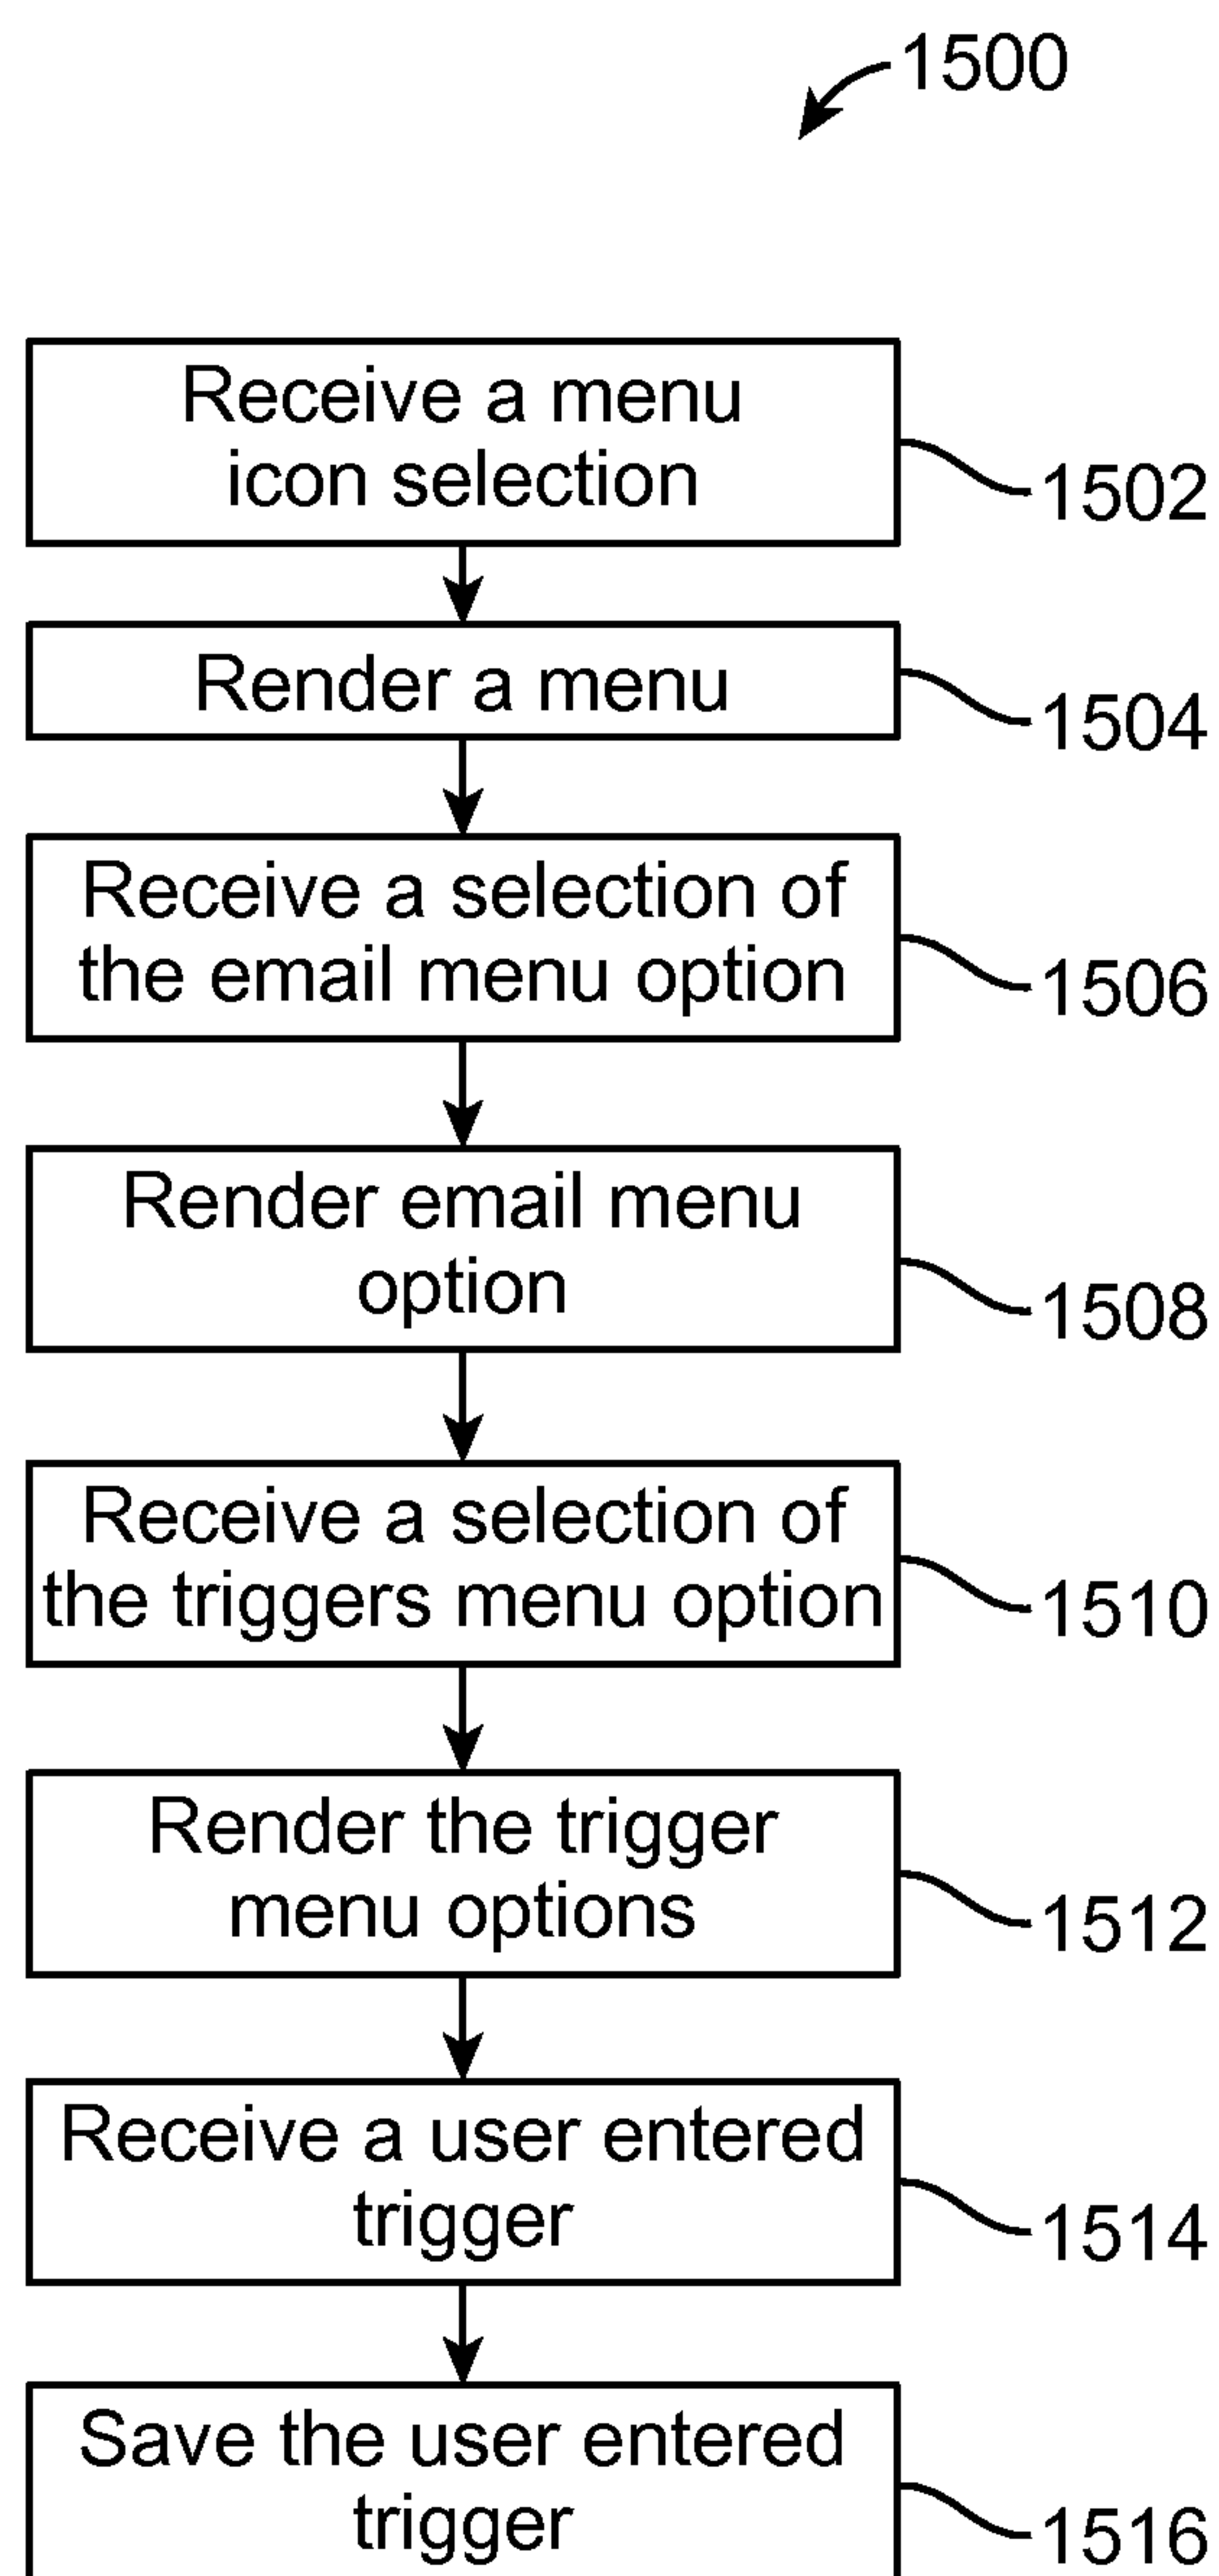 1500
Receive a menu
icon selection
1502
Render a menu
1504
Receive a selection of
the email menu option
1506
Render email menu
option
1508
Receive a selection of
the triggers menu option
1510
Render the trigger
menu options
1512
Receive a user entered
trigger
1514
Save the user entered
trigger
1516